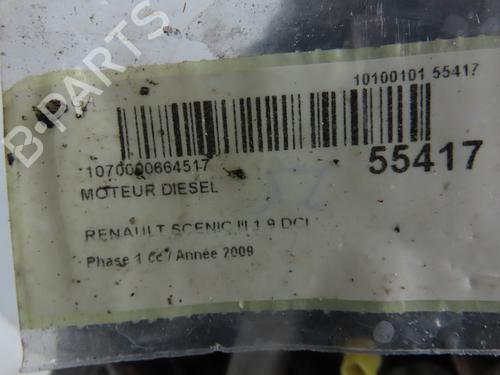 B-PARTS
10100101 55417
1070000664517
55417
MOTEUR DIESEL
RENAULT SCENIC III 1.9 DCI
Phase 1 Cc / Année 2009